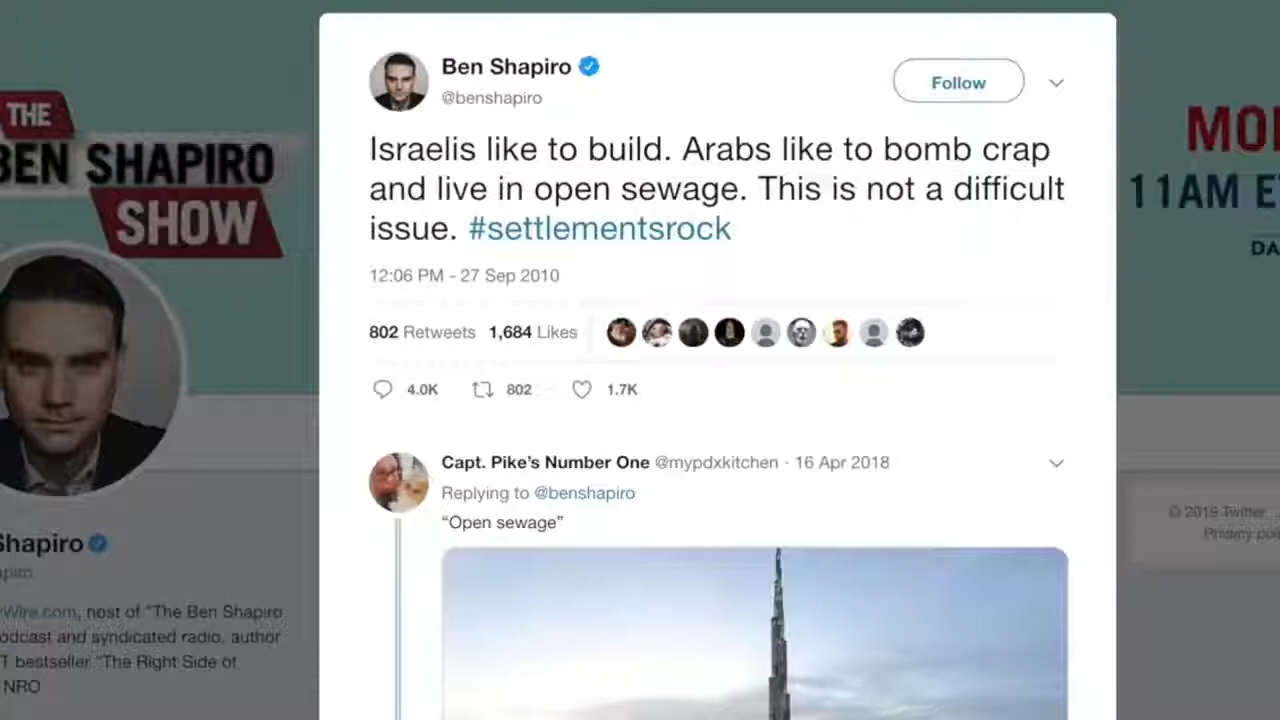 THE
BEN SHAPIRO
SHOW
Shapiro
Wire.com, host of "The Ben Shapiro
podcast and syndicated radio, author
T bestseller "The Right Side of
NRO
Ben Shapiro
@benshapiro
Follow
Israelis like to build. Arabs like to bomb crap
and live in open sewage. This is not a difficult
issue. #settlementsrock
12:06 PM - 27 Sep 2010
802 Retweets 1,684 Likes
4.0K 802 1.7K
Capt. Pike's Number One @mypdxkitchen · 16 Apr 2018
Replying to @benshapiro
“Open sewage”
11AM E
DA
© 2019 Twitter
Privacy